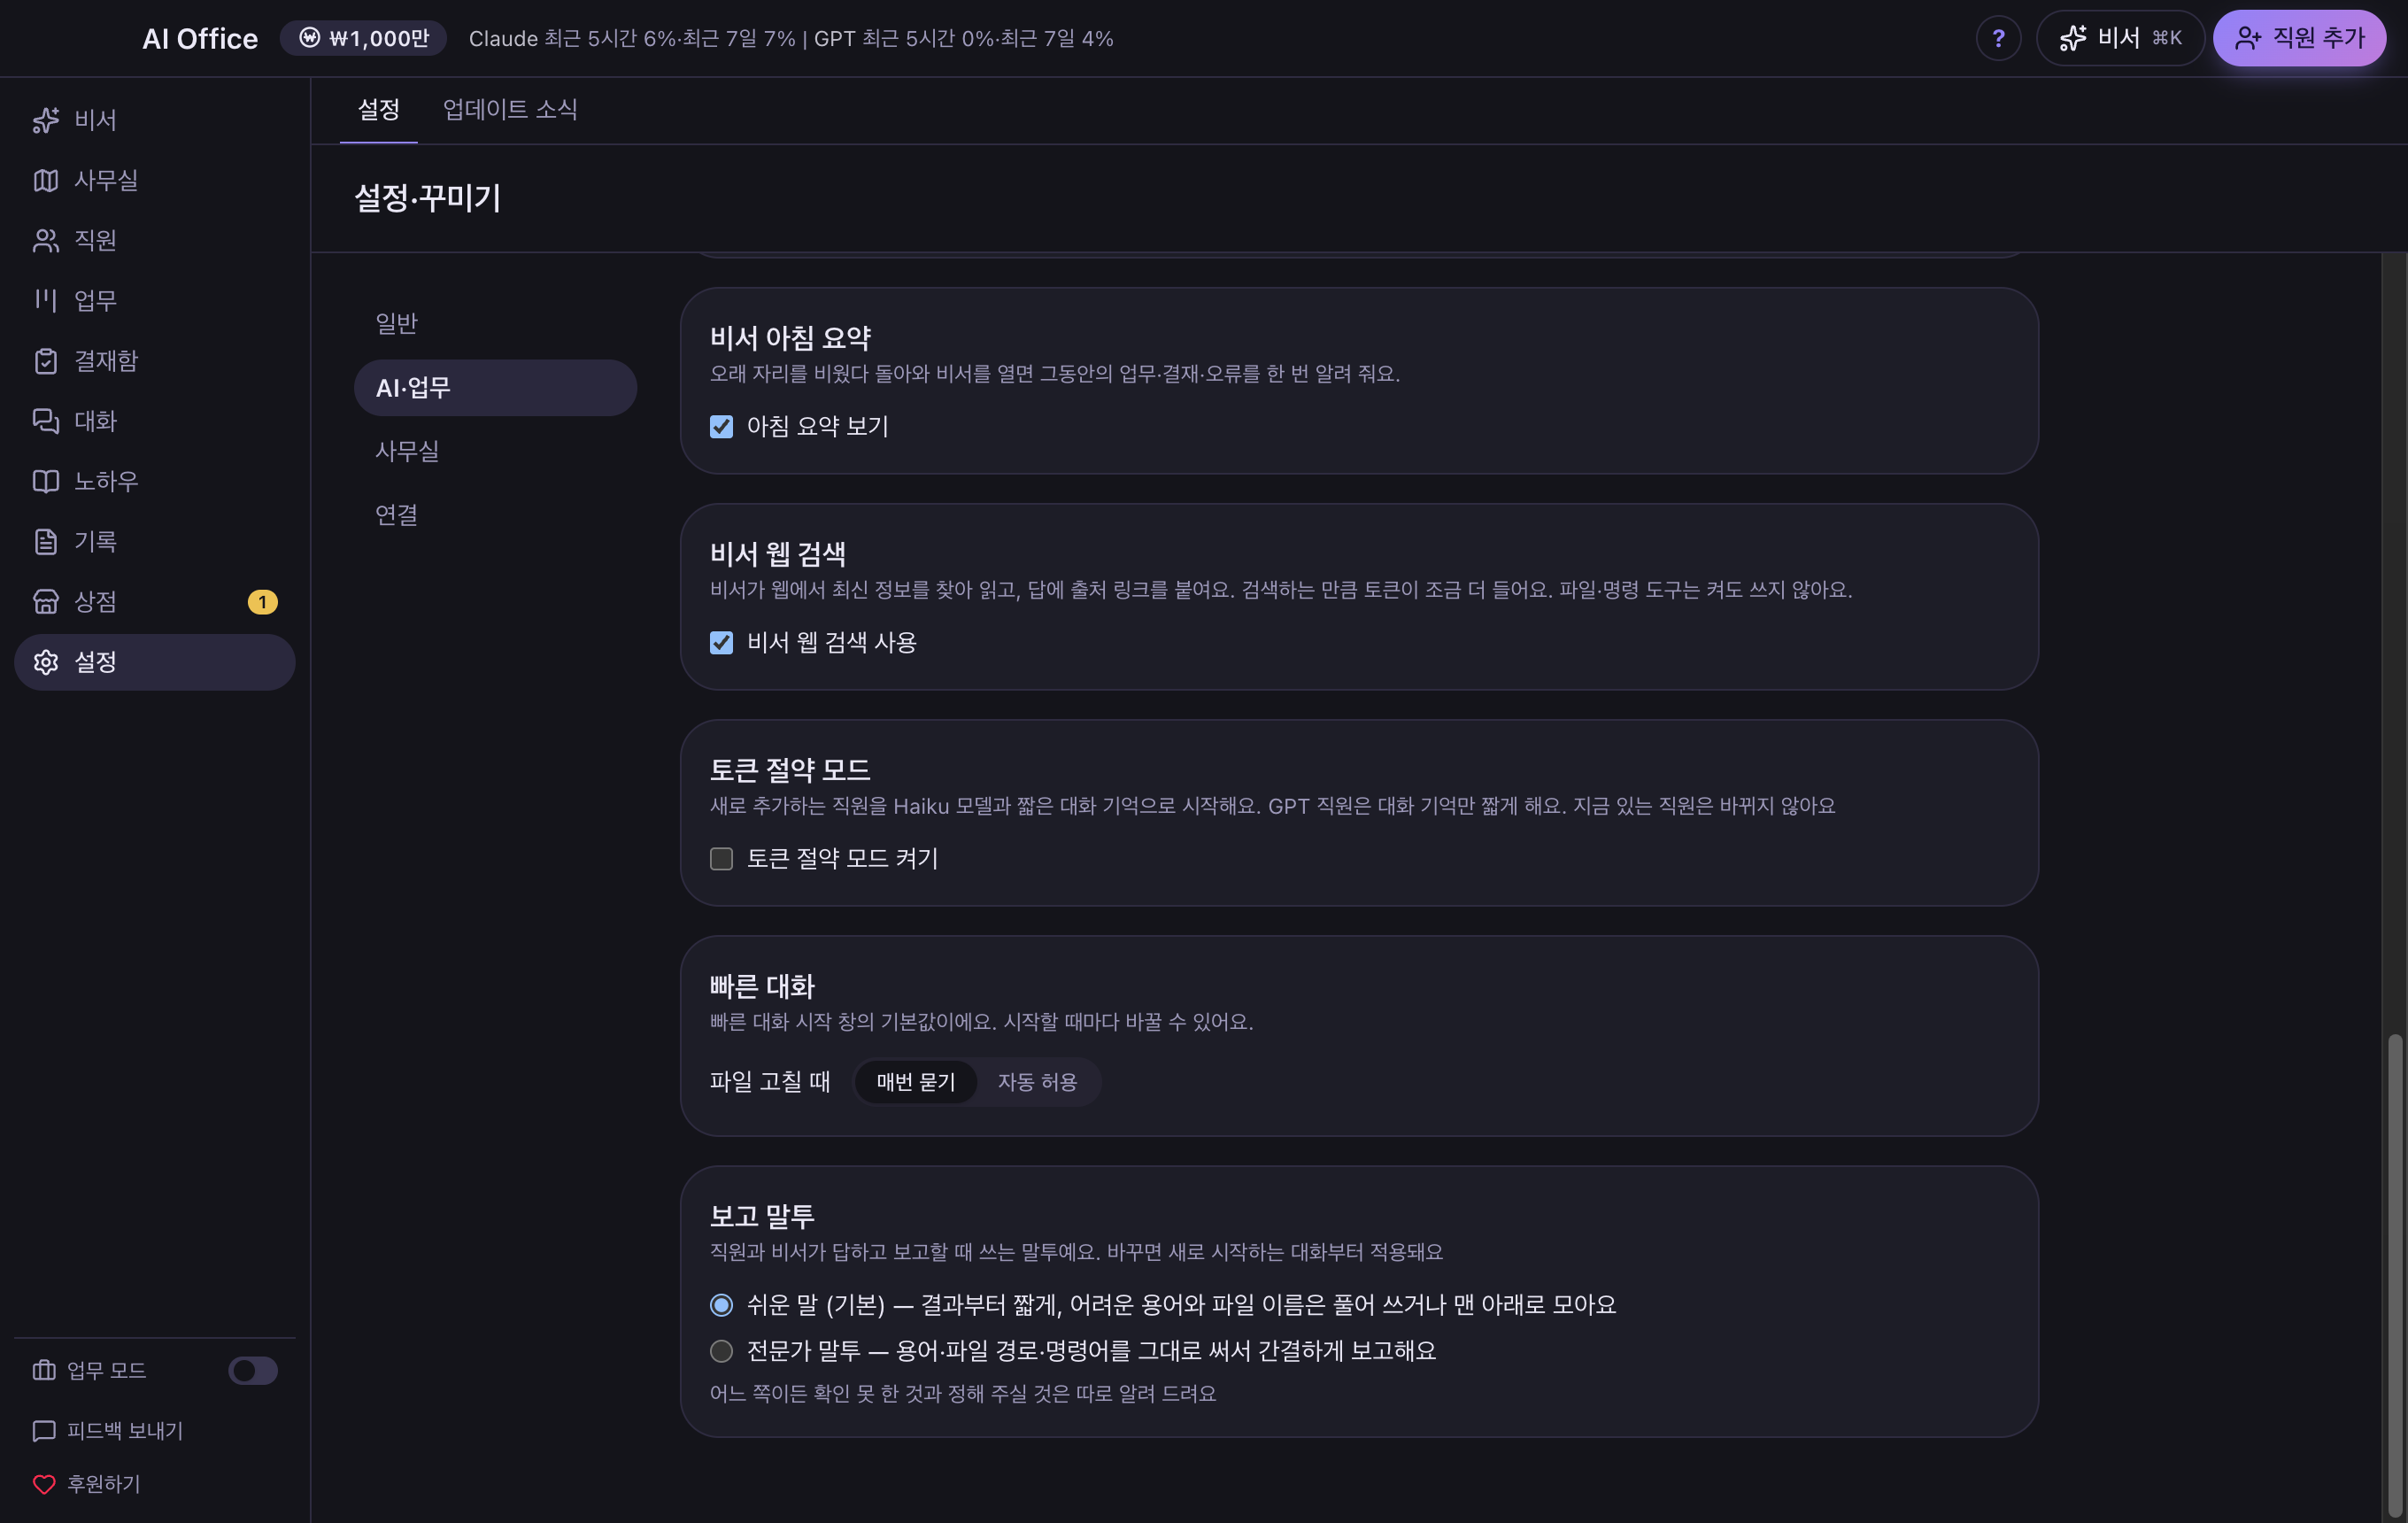 AI Office
₩1,000만
Claude 최근 5시간 6%·최근 7일 7% | GPT 최근 5시간 0%·최근 7일 4%
?
비서 ⌘K
직원 추가
비서
사무실
직원
업무
결재함
대화
노하우
기록
상점
1
설정
업무 모드
피드백 보내기
후원하기
설정
업데이트 소식
설정·꾸미기
일반
AI·업무
사무실
연결
비서 아침 요약
오래 자리를 비웠다 돌아와 비서를 열면 그동안의 업무·결재·오류를 한 번 알려 줘요.
아침 요약 보기
비서 웹 검색
비서가 웹에서 최신 정보를 찾아 읽고, 답에 출처 링크를 붙여요. 검색하는 만큼 토큰이 조금 더 들어요. 파일·명령 도구는 켜도 쓰지 않아요.
비서 웹 검색 사용
토큰 절약 모드
새로 추가하는 직원을 Haiku 모델과 짧은 대화 기억으로 시작해요. GPT 직원은 대화 기억만 짧게 해요. 지금 있는 직원은 바뀌지 않아요
토큰 절약 모드 켜기
빠른 대화
빠른 대화 시작 창의 기본값이에요. 시작할 때마다 바꿀 수 있어요.
파일 고칠 때
매번 묻기
자동 허용
보고 말투
직원과 비서가 답하고 보고할 때 쓰는 말투예요. 바꾸면 새로 시작하는 대화부터 적용돼요
쉬운 말 (기본) — 결과부터 짧게, 어려운 용어와 파일 이름은 풀어 쓰거나 맨 아래로 모아요
전문가 말투 — 용어·파일 경로·명령어를 그대로 써서 간결하게 보고해요
어느 쪽이든 확인 못 한 것과 정해 주실 것은 따로 알려 드려요